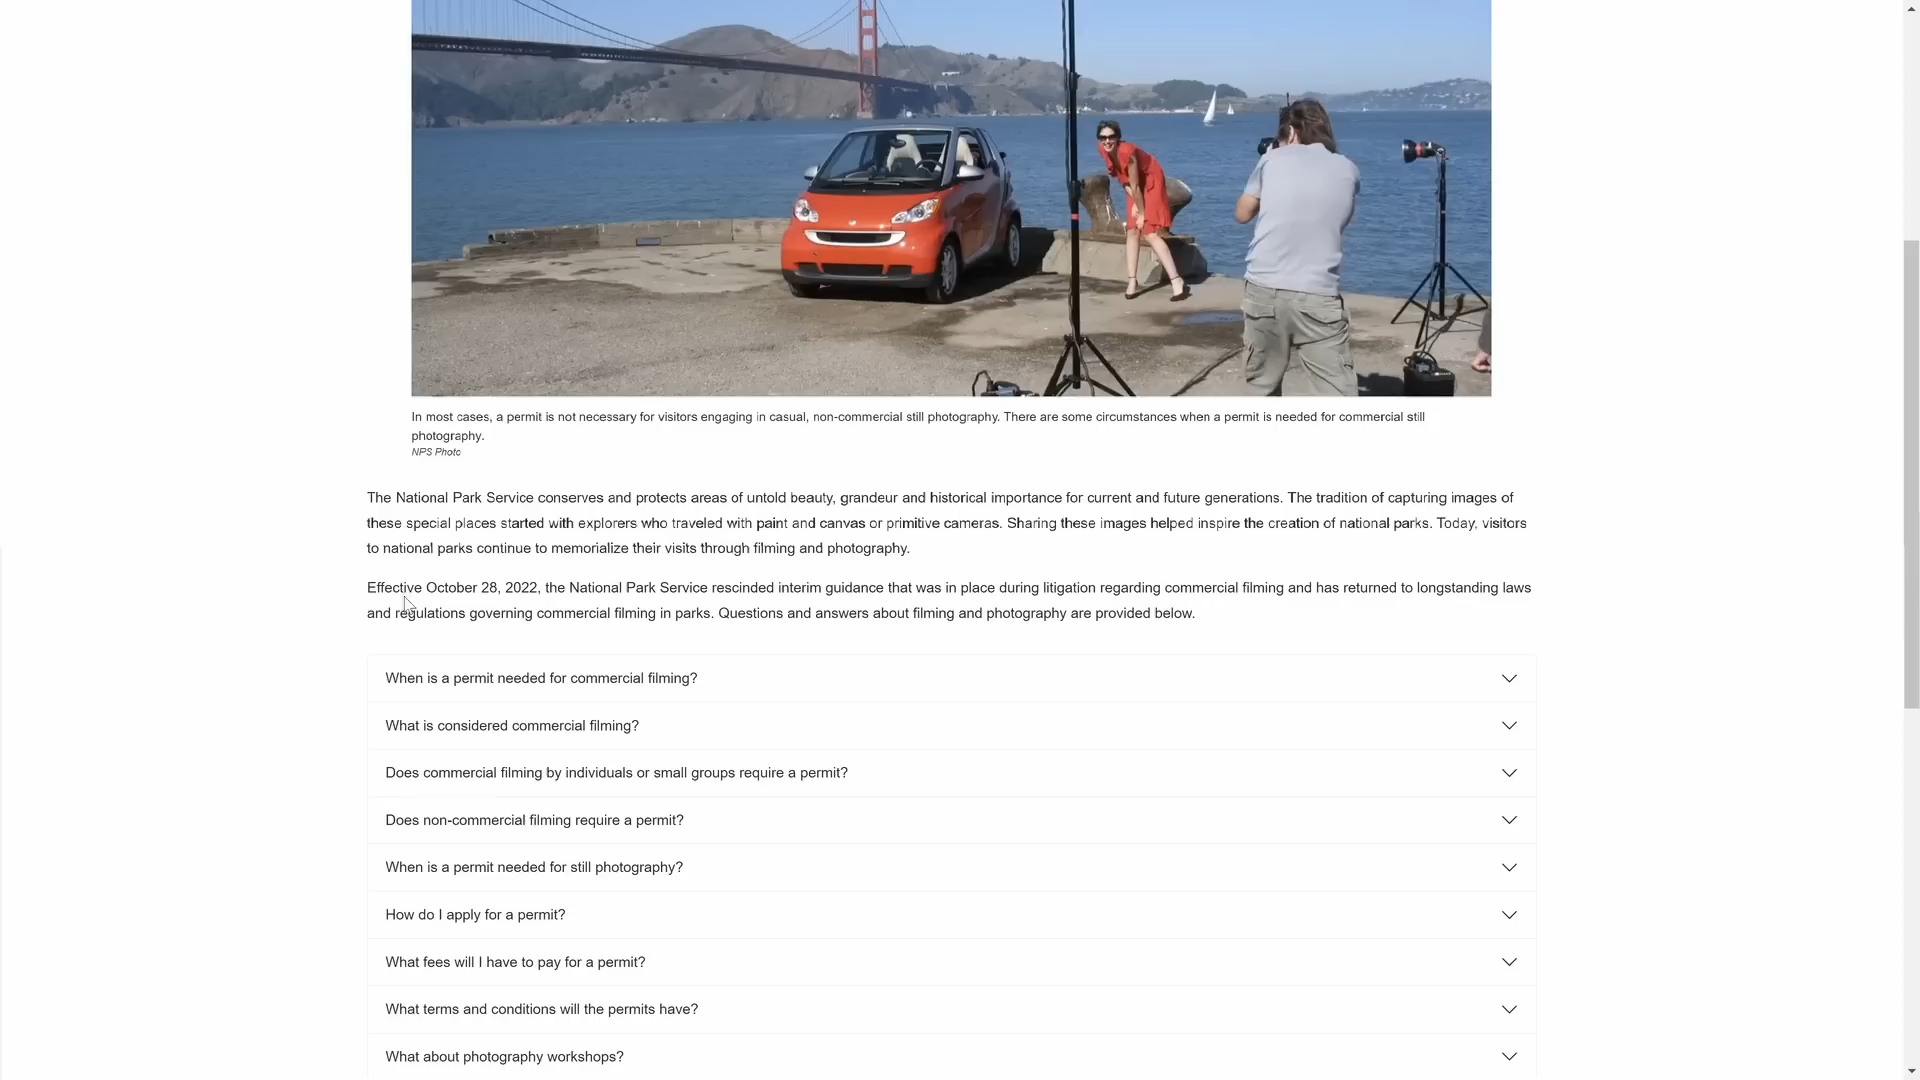 In most cases, a permit is not necessary for visitors engaging in casual, non-commercial still photography. There are some circumstances when a permit is needed for commercial still
photography.
NPS Photo
The National Park Service conserves and protects areas of untold beauty, grandeur and historical importance for current and future generations. The tradition of capturing images of
these special places started with explorers who traveled with paint and canvas or primitive cameras. Sharing these images helped inspire the creation of national parks. Today, visitors
to national parks continue to memorialize their visits through filming and photography.
Effective October 28, 2022, the National Park Service rescinded interim guidance that was in place during litigation regarding commercial filming and has returned to longstanding laws
and regulations governing commercial filming in parks. Questions and answers about filming and photography are provided below.
When is a permit needed for commercial filming?
What is considered commercial filming?
Does commercial filming by individuals or small groups require a permit?
Does non-commercial filming require a permit?
When is a permit needed for still photography?
How do I apply for a permit?
What fees will I have to pay for a permit?
What terms and conditions will the permits have?
What about photography workshops?